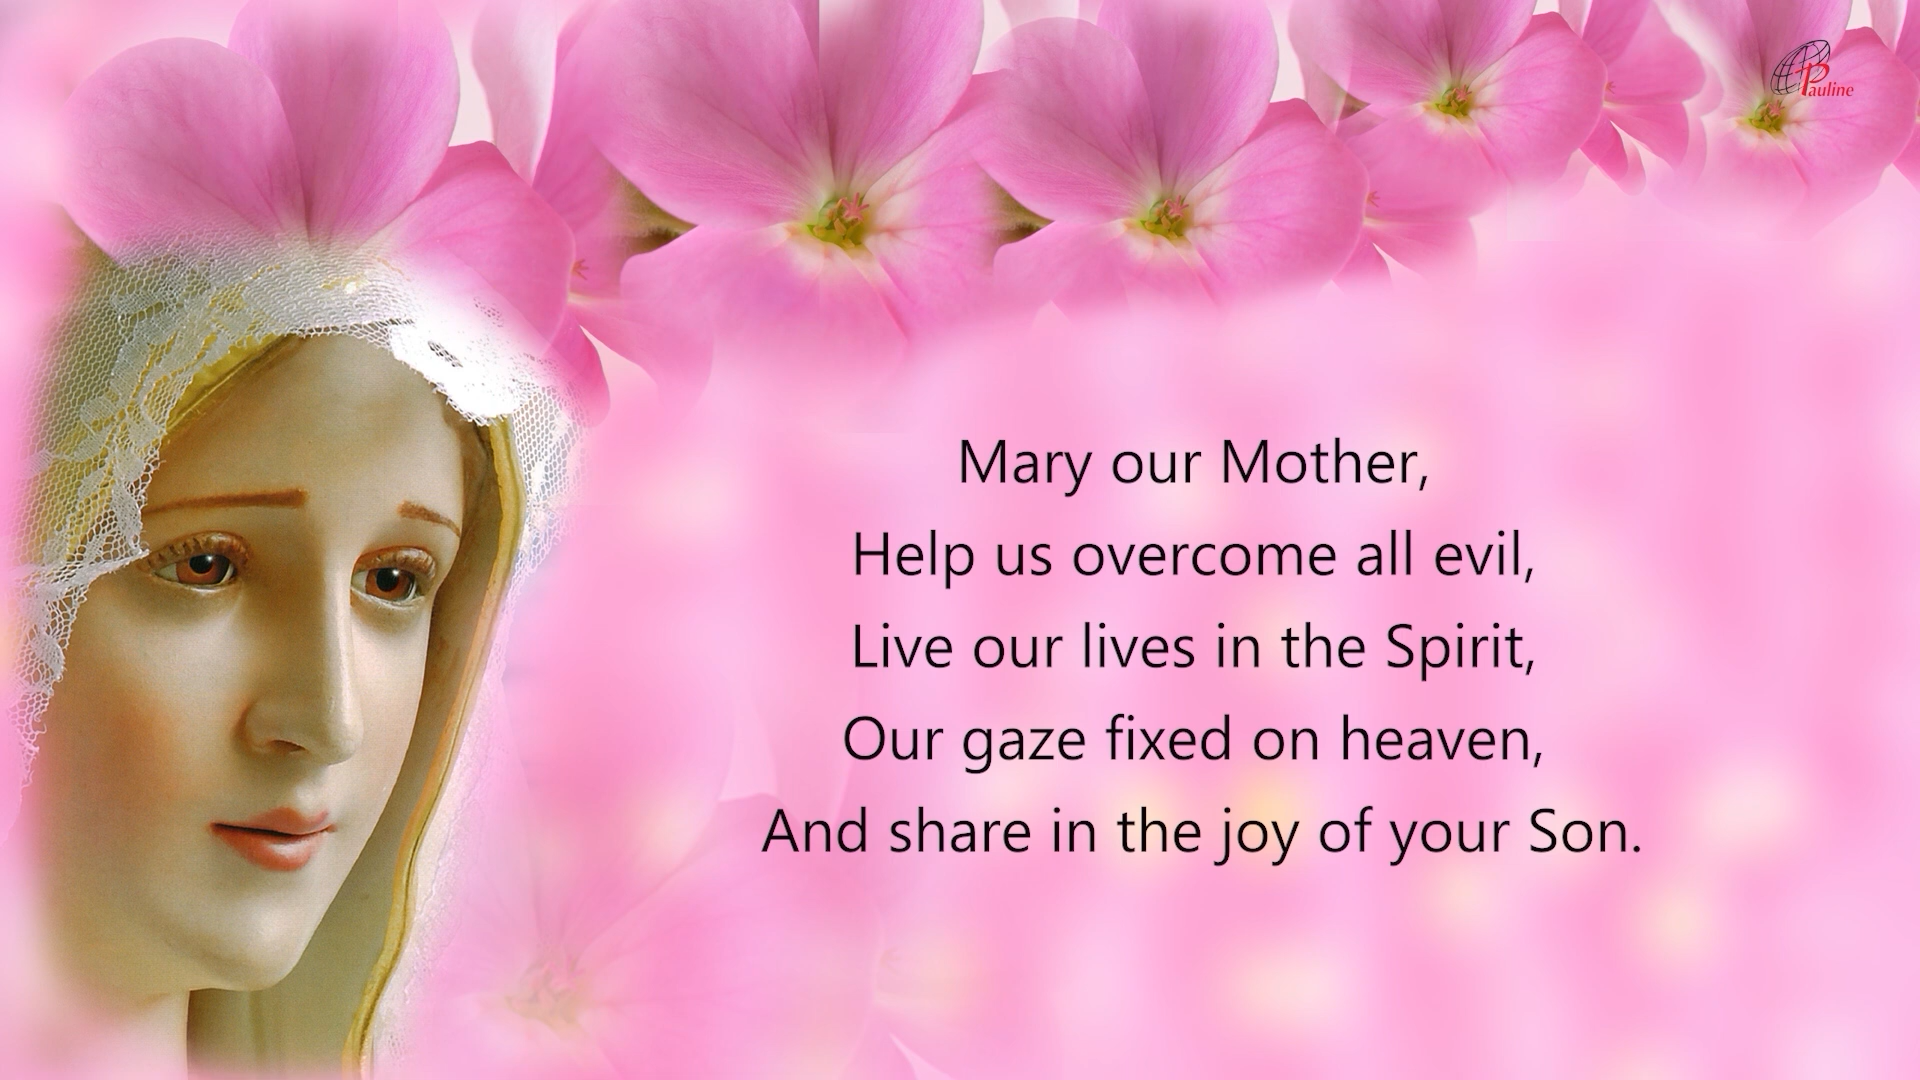 Pauline
Mary our Mother,
Help us overcome all evil,
Live our lives in the Spirit,
Our gaze fixed on heaven,
And share in the joy of your Son.